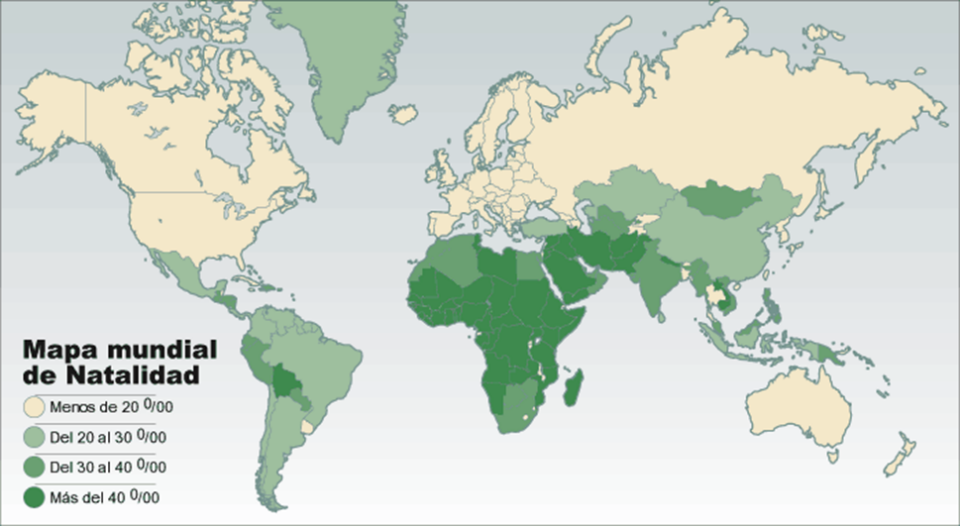 Mapa mundial
de Natalidad
Menos de 20 0/00
Del 20 al 30 0/00
Del 30 al 40 0/00
Más del 40 0/00